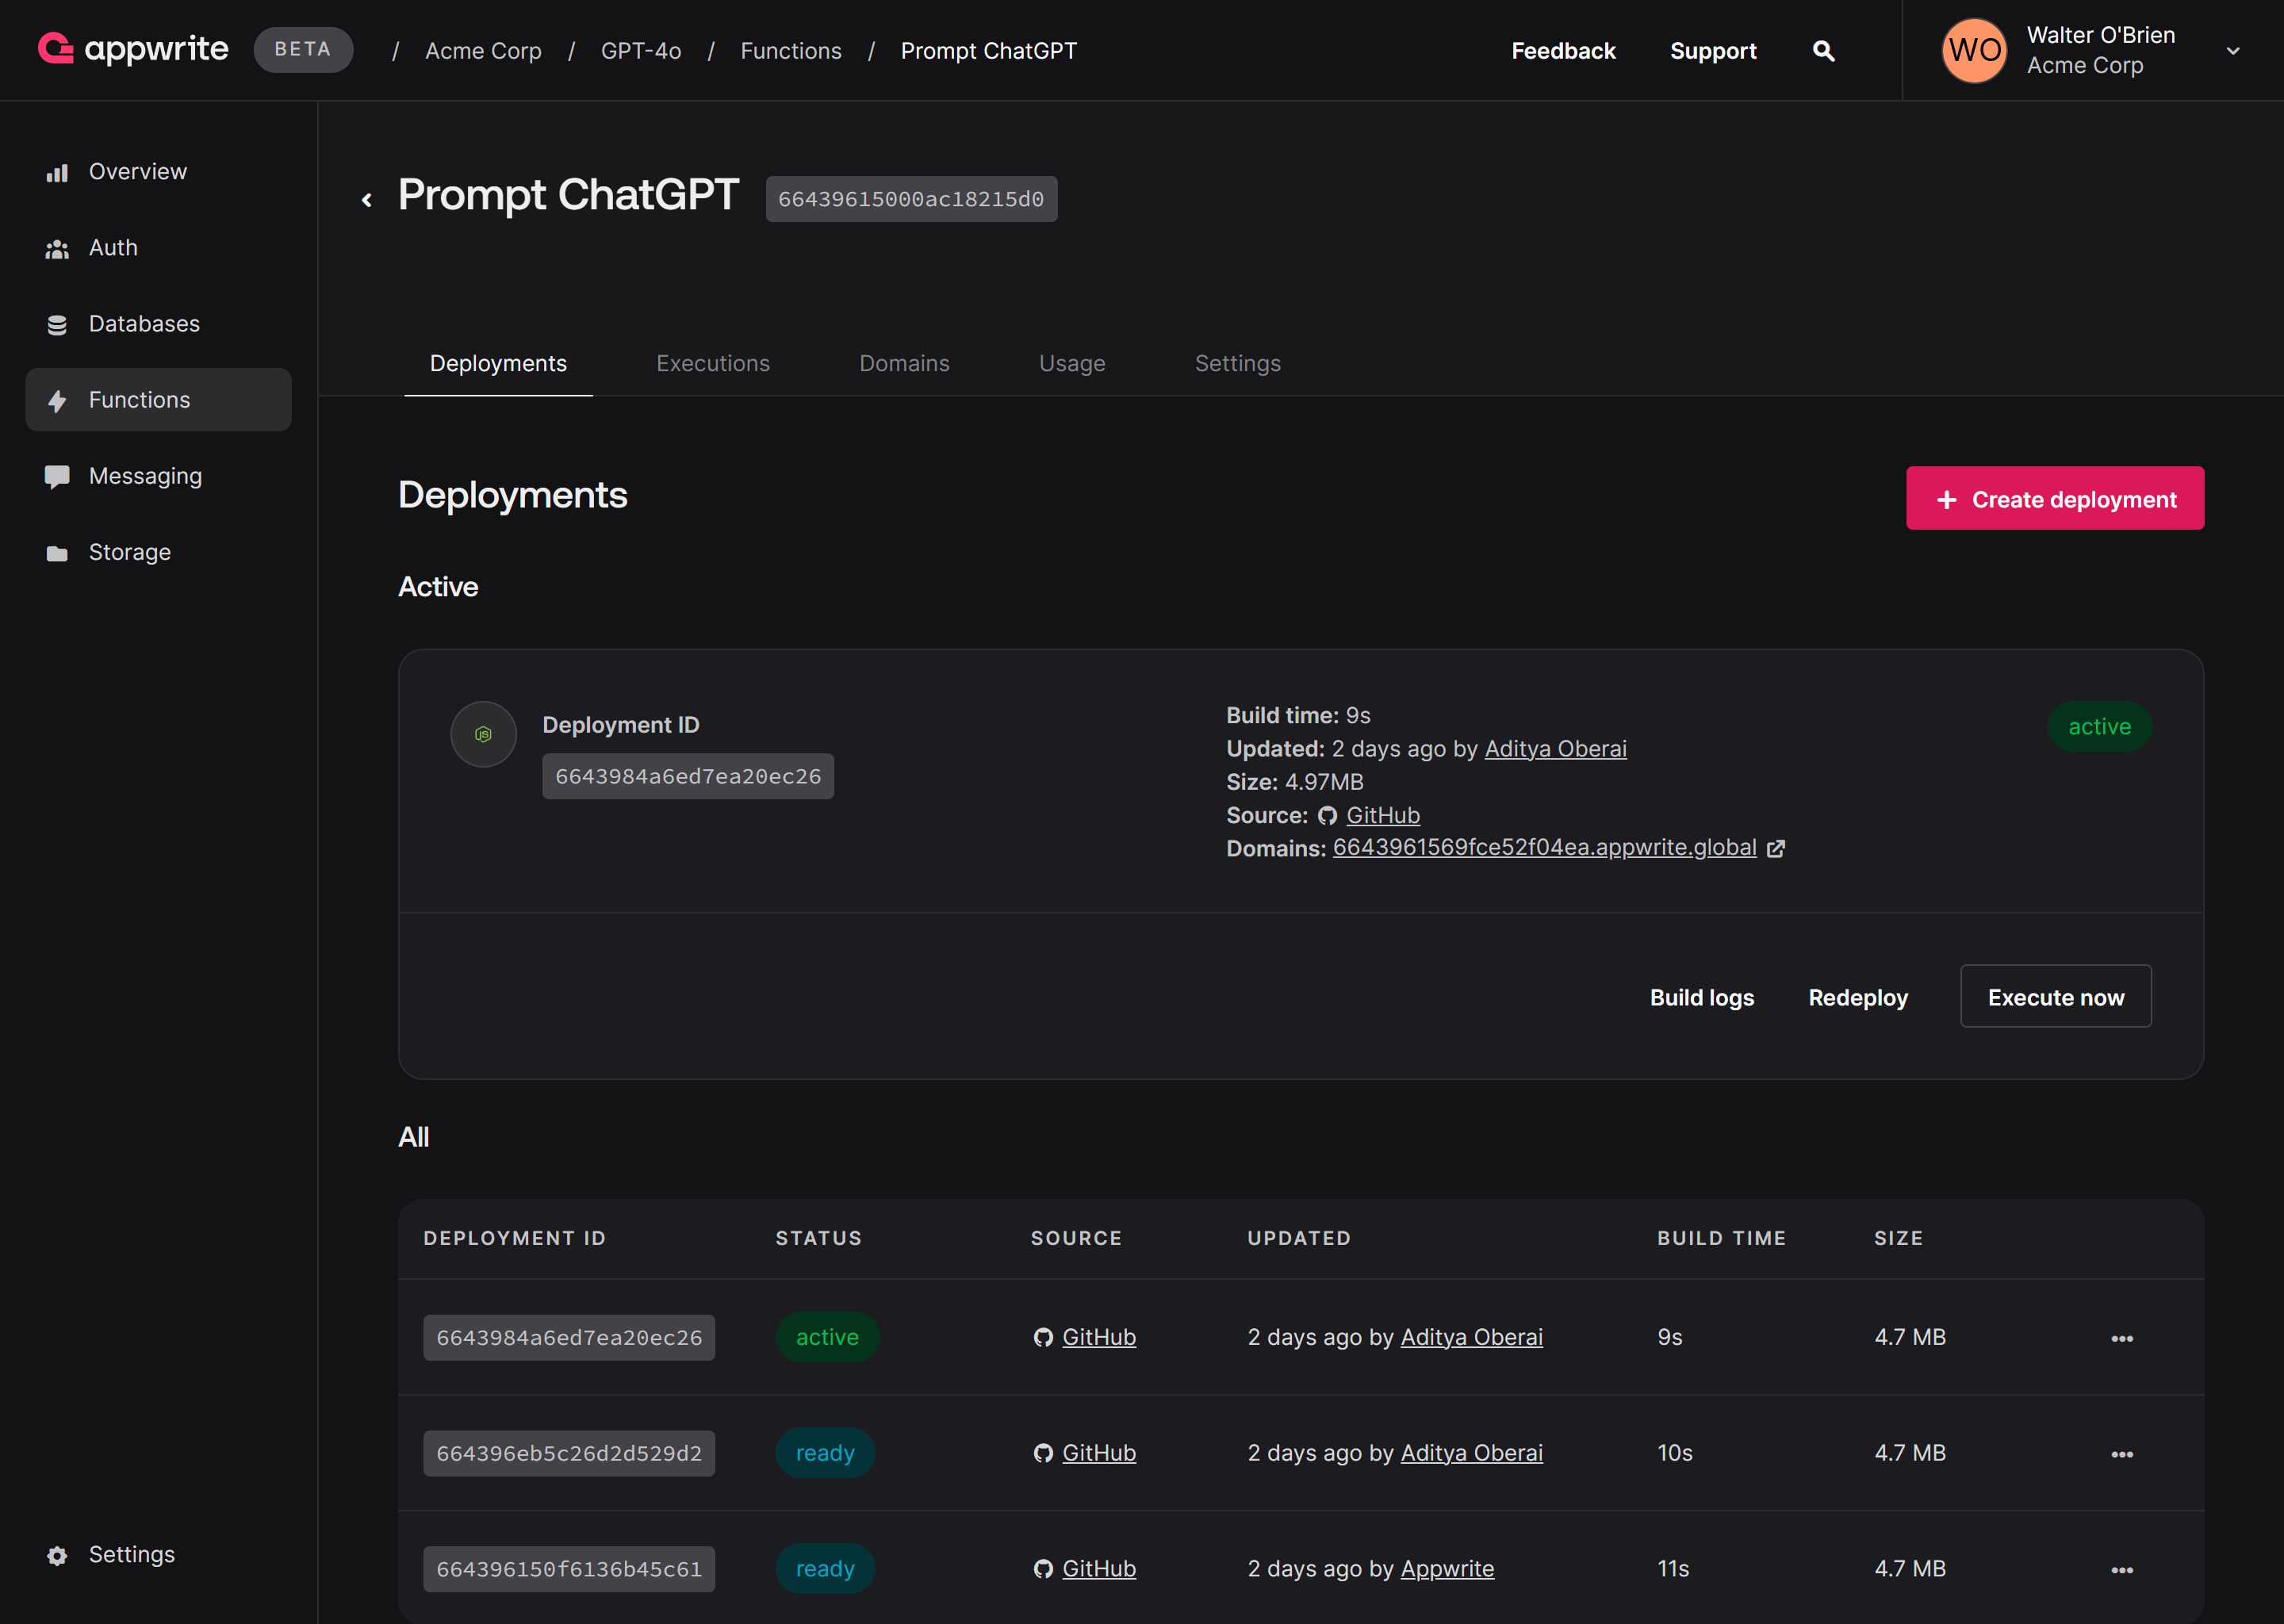 appwrite BETA / Acme Corp / GPT-4o / Functions / Prompt ChatGPT Feedback Support WO Walter O'Brien
Acme Corp
Overview
Auth
Databases
Functions
Messaging
Storage
Settings
Prompt ChatGPT 66439615000ac18215d0
Deployments Executions Domains Usage Settings
Deployments Create deployment
Active
Deployment ID
6643984a6ed7ea20ec26
Build time: 9s
Updated: 2 days ago by Aditya Oberai
Size: 4.97MB
Source: GitHub
Domains: 6643961569fce52f04ea.appwrite.global
active
Build logs Redeploy Execute now
All
DEPLOYMENT ID STATUS SOURCE UPDATED BUILD TIME SIZE
6643984a6ed7ea20ec26 active GitHub 2 days ago by Aditya Oberai 9s 4.7 MB
664396eb5c26d2d529d2 ready GitHub 2 days ago by Aditya Oberai 10s 4.7 MB
664396150f6136b45c61 ready GitHub 2 days ago by Appwrite 11s 4.7 MB